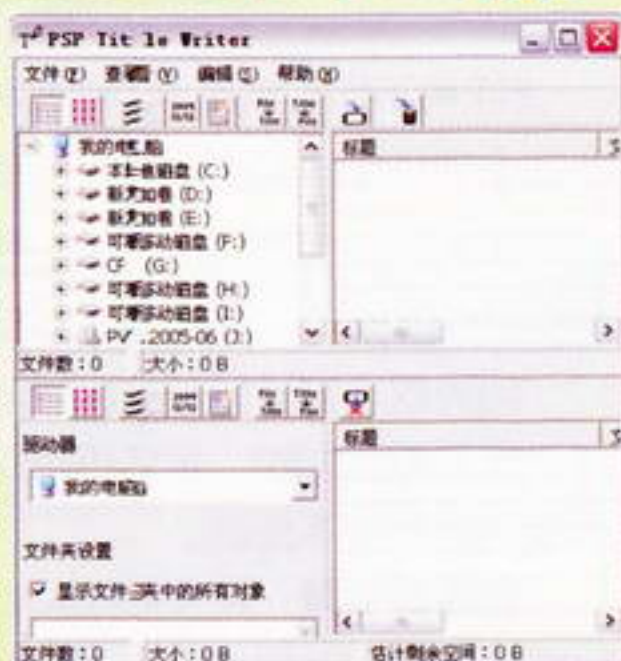 PSP Title Writer
文件(F) 查看(V) 编辑(E) 帮助(H)
我的电脑
本地磁盘 (C:)
新加卷 (D:)
新加卷 (E:)
可移动磁盘 (F:)
CF (G:)
可移动磁盘 (H:)
可移动磁盘 (I:)
PV .2005-06 (J:)
标题
文件数:0 大小:0 B
驱动器
我的电脑
文件夹设置
显示文件夹中的所有对象
标题
文件数:0 大小:0 B 估计剩余空间:0 B